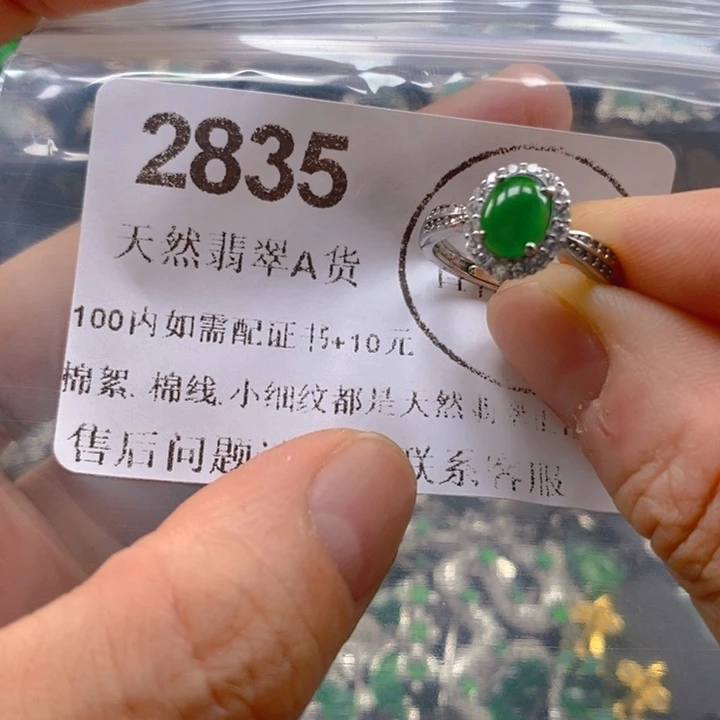 2835
天然翡翠A货
100内如需配证书+10元
棉絮、棉线、小细纹都是天然翡翠
售后问题 联系客服